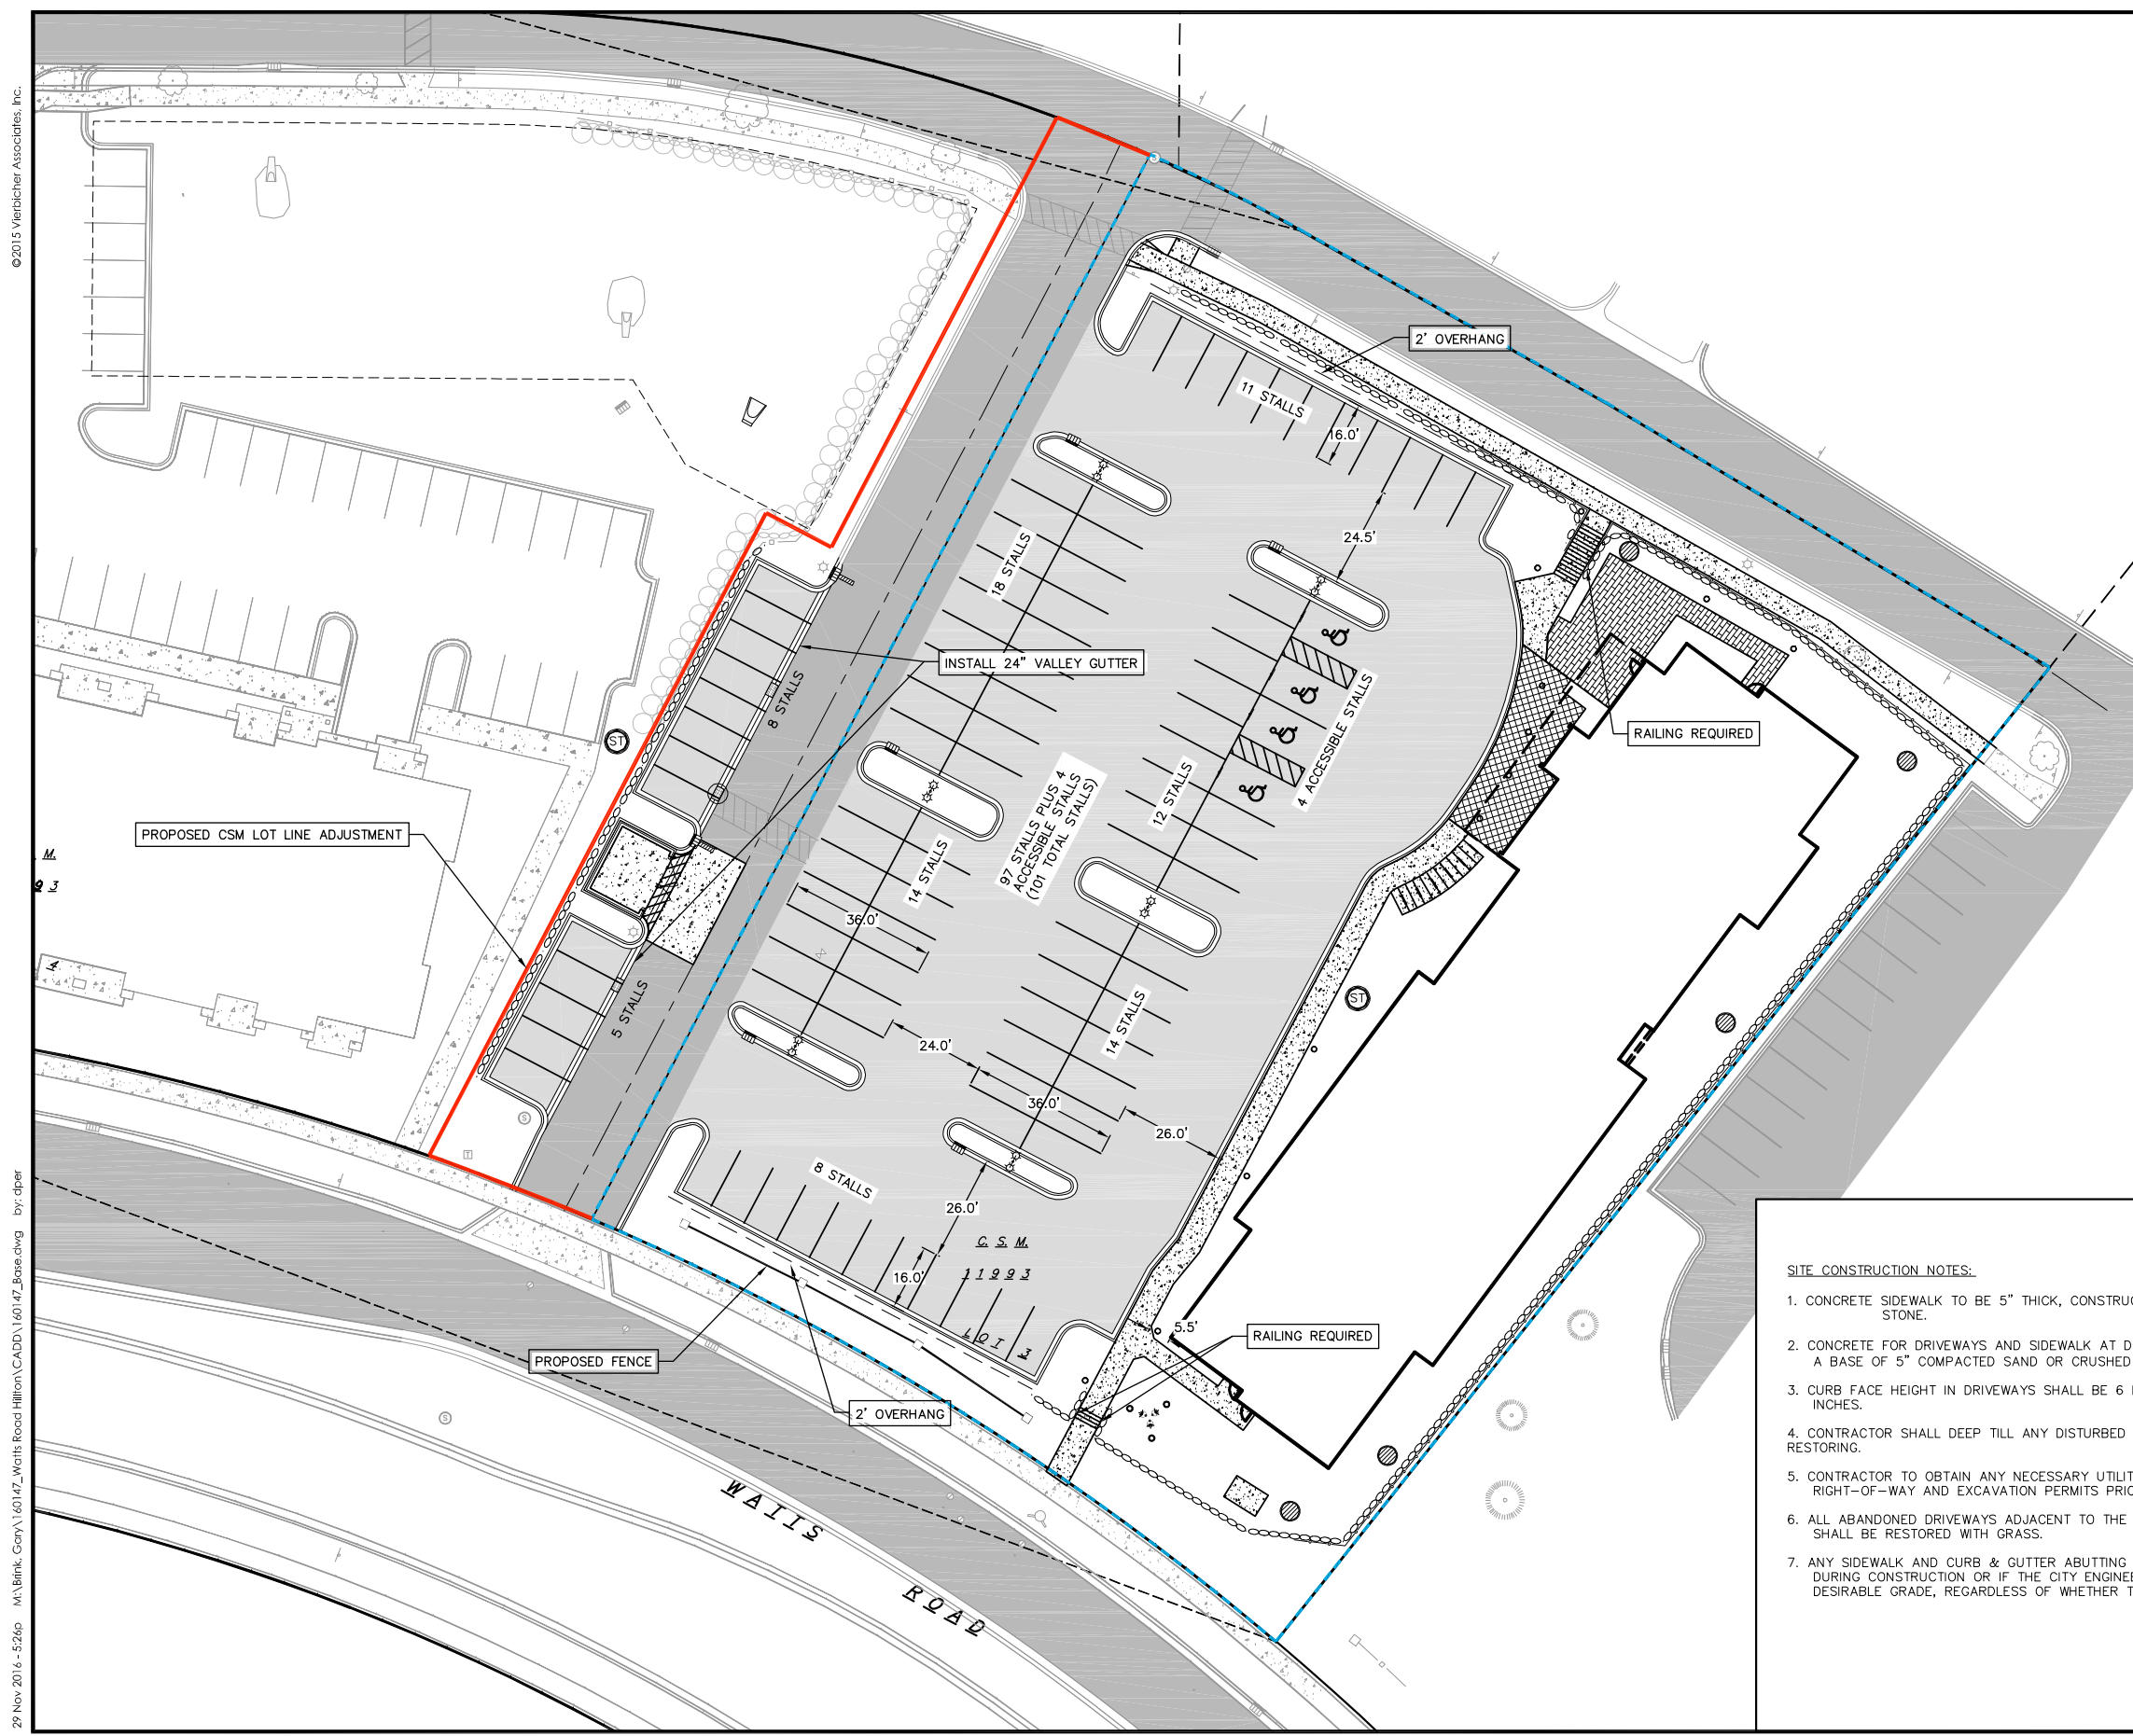 ©2015 Vierbicher Associates, Inc.
29 Nov 2016 - 5:26p M:\Brink, Gary\160147_Watts Road Hilton\CADD\160147_Base.dwg by: dper
2' OVERHANG
11 STALLS
16.0'
24.5'
18 STALLS
INSTALL 24" VALLEY GUTTER
8 STALLS
4 ACCESSIBLE STALLS
RAILING REQUIRED
ST
12 STALLS
97 STALLS PLUS 4
ACCESSIBLE STALLS
(101 TOTAL STALLS)
PROPOSED CSM LOT LINE ADJUSTMENT
M.
9 3
14 STALLS
36.0'
4
5 STALLS
ST
24.0'
14 STALLS
36.0'
26.0'
S
T
8 STALLS
26.0'
C. S. M.
11993
16.0'
LOT 3
5.5'
RAILING REQUIRED
PROPOSED FENCE
2' OVERHANG
S
S
WATTS
ROAD
SITE CONSTRUCTION NOTES:
1. CONCRETE SIDEWALK TO BE 5" THICK, CONSTRUC
STONE.
2. CONCRETE FOR DRIVEWAYS AND SIDEWALK AT D
A BASE OF 5" COMPACTED SAND OR CRUSHED
3. CURB FACE HEIGHT IN DRIVEWAYS SHALL BE 6 I
INCHES.
4. CONTRACTOR SHALL DEEP TILL ANY DISTURBED
RESTORING.
5. CONTRACTOR TO OBTAIN ANY NECESSARY UTILIT
RIGHT-OF-WAY AND EXCAVATION PERMITS PRIO
6. ALL ABANDONED DRIVEWAYS ADJACENT TO THE
SHALL BE RESTORED WITH GRASS.
7. ANY SIDEWALK AND CURB & GUTTER ABUTTING
DURING CONSTRUCTION OR IF THE CITY ENGINEE
DESIRABLE GRADE, REGARDLESS OF WHETHER T